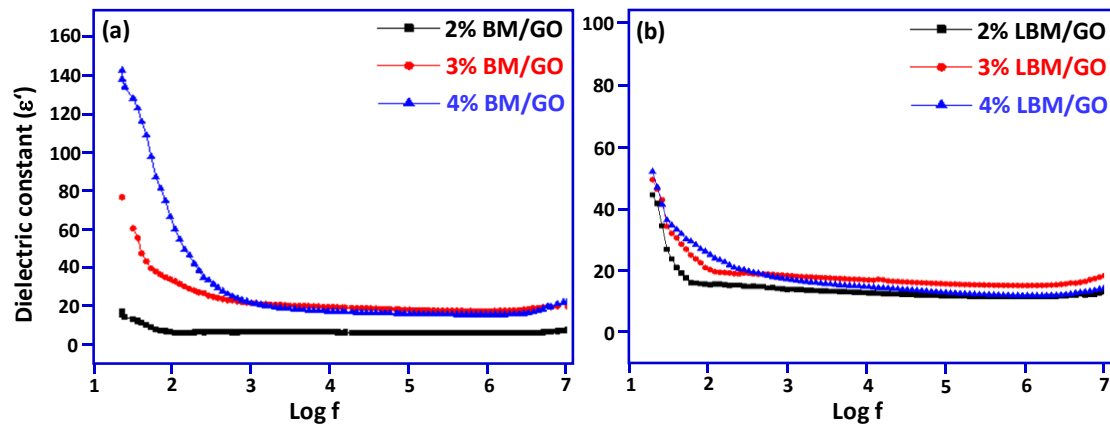 (a)
2% BM/GO
3% BM/GO
4% BM/GO
Dielectric constant (ε‘)
160
140
120
100
80
60
40
20
0
1 2 3 4 5 6 7
Log f
(b)
2% LBM/GO
3% LBM/GO
4% LBM/GO
100
80
60
40
20
0
1 2 3 4 5 6 7
Log f